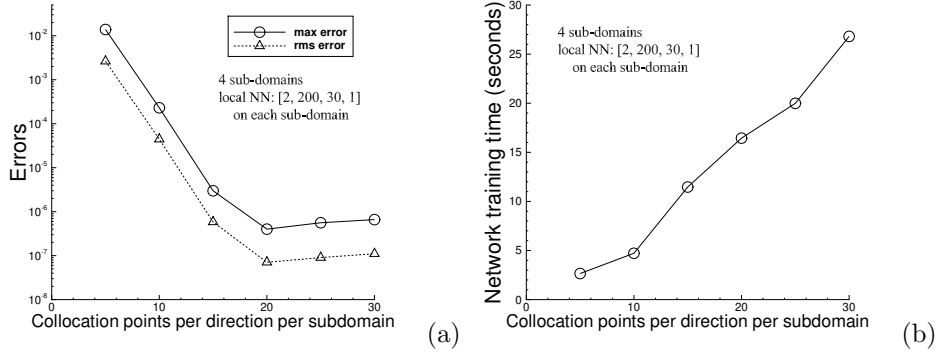 max error
rms error
4 sub-domains
local NN: [2, 200, 30, 1]
on each sub-domain
Errors
10^-2
10^-3
10^-4
10^-5
10^-6
10^-7
10^-8
0
10
20
30
Collocation points per direction per subdomain
(a)
4 sub-domains
local NN: [2, 200, 30, 1]
on each sub-domain
Network training time (seconds)
30
25
20
15
10
5
0
0
10
20
30
Collocation points per direction per subdomain
(b)